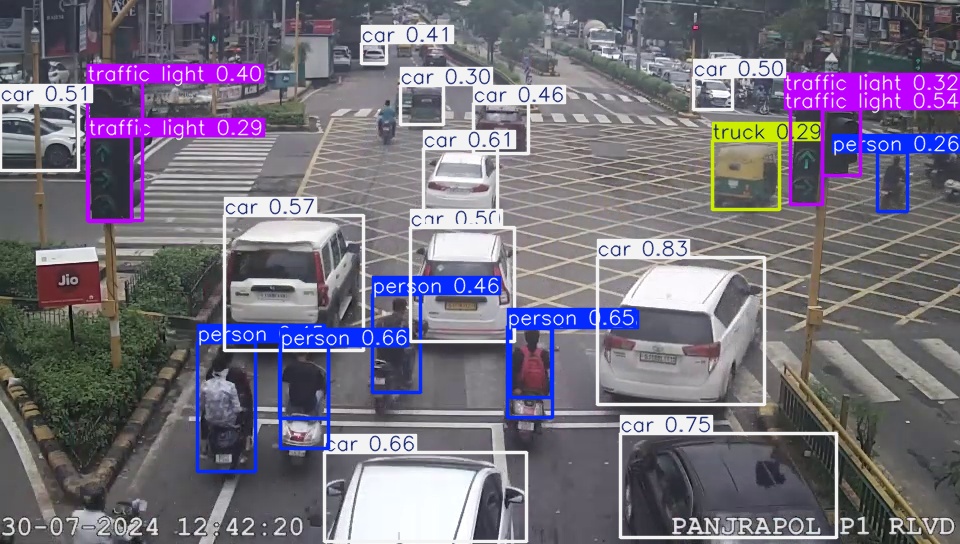 car 0.41
traffic light 0.40
car 0.30
car 0.50
traffic light 0.32
car 0.51
car 0.46
traffic light 0.54
traffic light 0.29
truck 0.29
person 0.26
car 0.61
car 0.57
car 0.50
car 0.83
Jio
person 0.46
person
person 0.66
person 0.65
car 0.66
car 0.75
30-07-2024 12:42:20
PANJRAPOL P1 RLVD